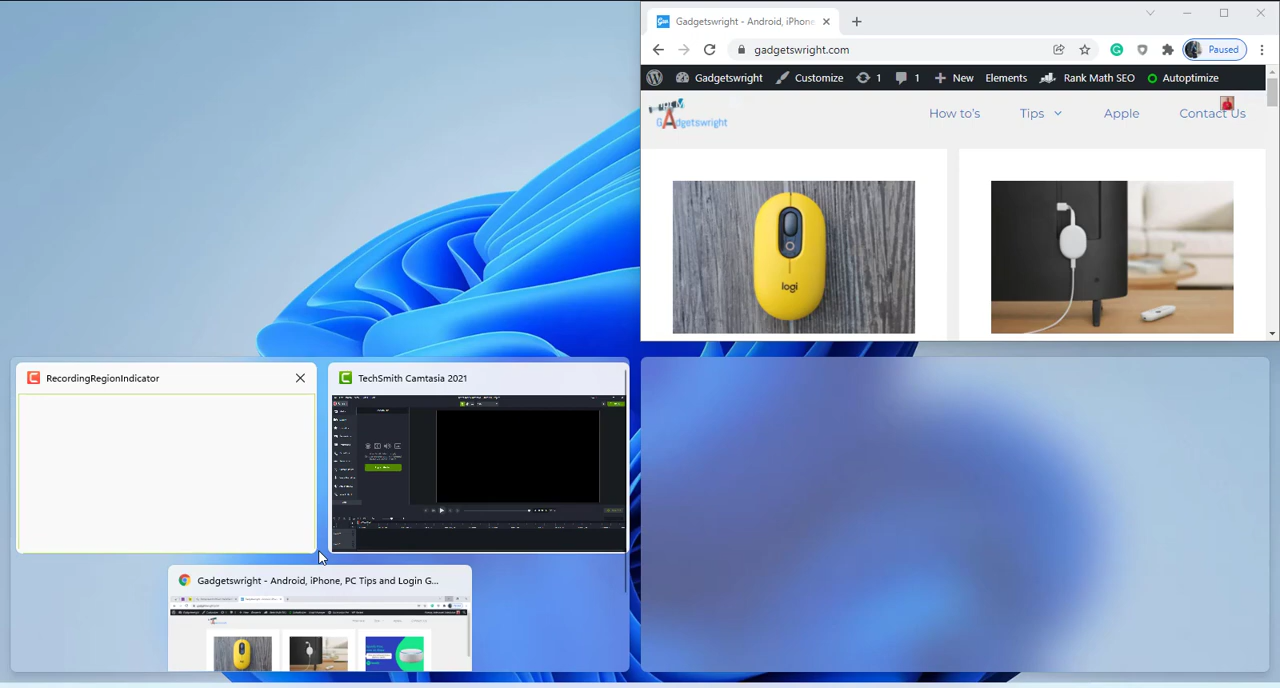 Gadgetswright - Android, iPhone
gadgetswright.com
Paused
Gadgetswright
Customize
1
1
New
Elements
Rank Math SEO
Autoptimize
Gadgetswright
How to's
Tips
Apple
Contact Us
logi
RecordingRegionIndicator
TechSmith Camtasia 2021
Gadgetswright - Android, iPhone, PC Tips and Login G...